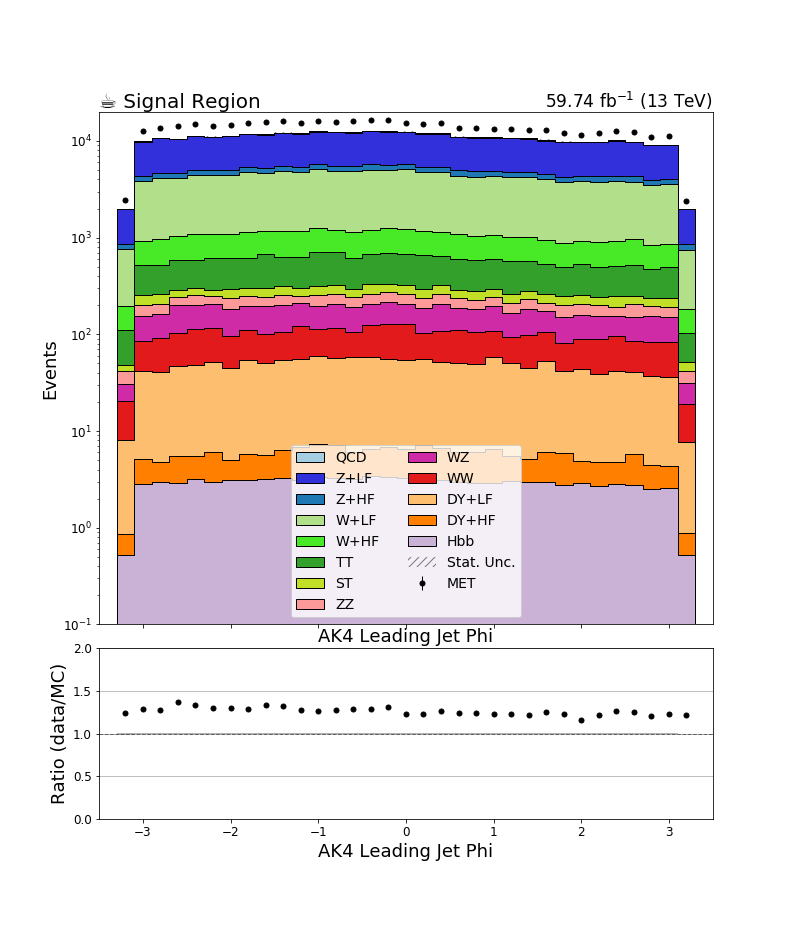 ☕ Signal Region 59.74 fb⁻¹ (13 TeV)
Events
10⁴
10³
10²
10¹
10⁰
10⁻¹
QCD WZ
Z+LF WW
Z+HF DY+LF
W+LF DY+HF
W+HF Hbb
TT Stat. Unc.
ST MET
ZZ
AK4 Leading Jet Phi
Ratio (data/MC)
2.0
1.5
1.0
0.5
0.0
−3 −2 −1 0 1 2 3
AK4 Leading Jet Phi